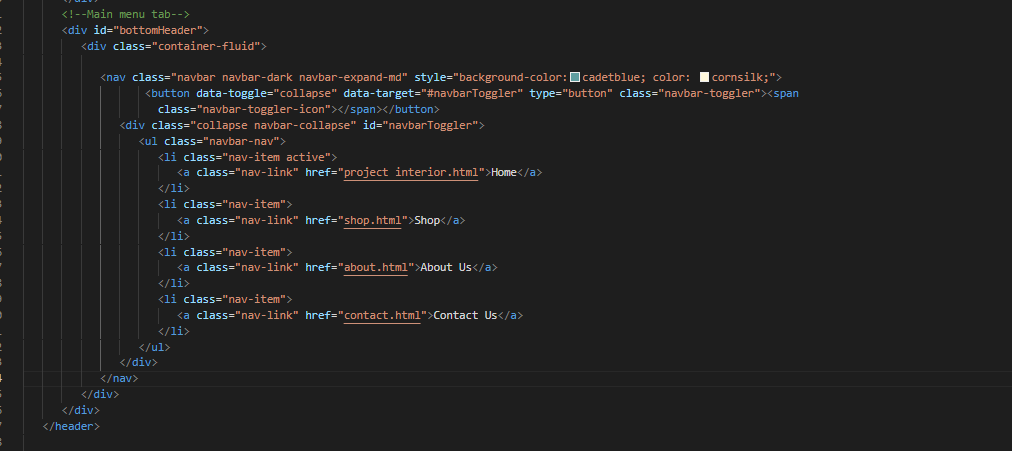 <!--Main menu tab-->
<div id="bottomHeader">
<div class="container-fluid">
<nav class="navbar navbar-dark navbar-expand-md" style="background-color: cadetblue; color: cornsilk;">
<button data-toggle="collapse" data-target="#navbarToggler" type="button" class="navbar-toggler"><span
class="navbar-toggler-icon"></span></button>
<div class="collapse navbar-collapse" id="navbarToggler">
<ul class="navbar-nav">
<li class="nav-item active">
<a class="nav-link" href="project interior.html">Home</a>
</li>
<li class="nav-item">
<a class="nav-link" href="shop.html">Shop</a>
</li>
<li class="nav-item">
<a class="nav-link" href="about.html">About Us</a>
</li>
<li class="nav-item">
<a class="nav-link" href="contact.html">Contact Us</a>
</li>
</ul>
</div>
</nav>
</div>
</div>
</header>